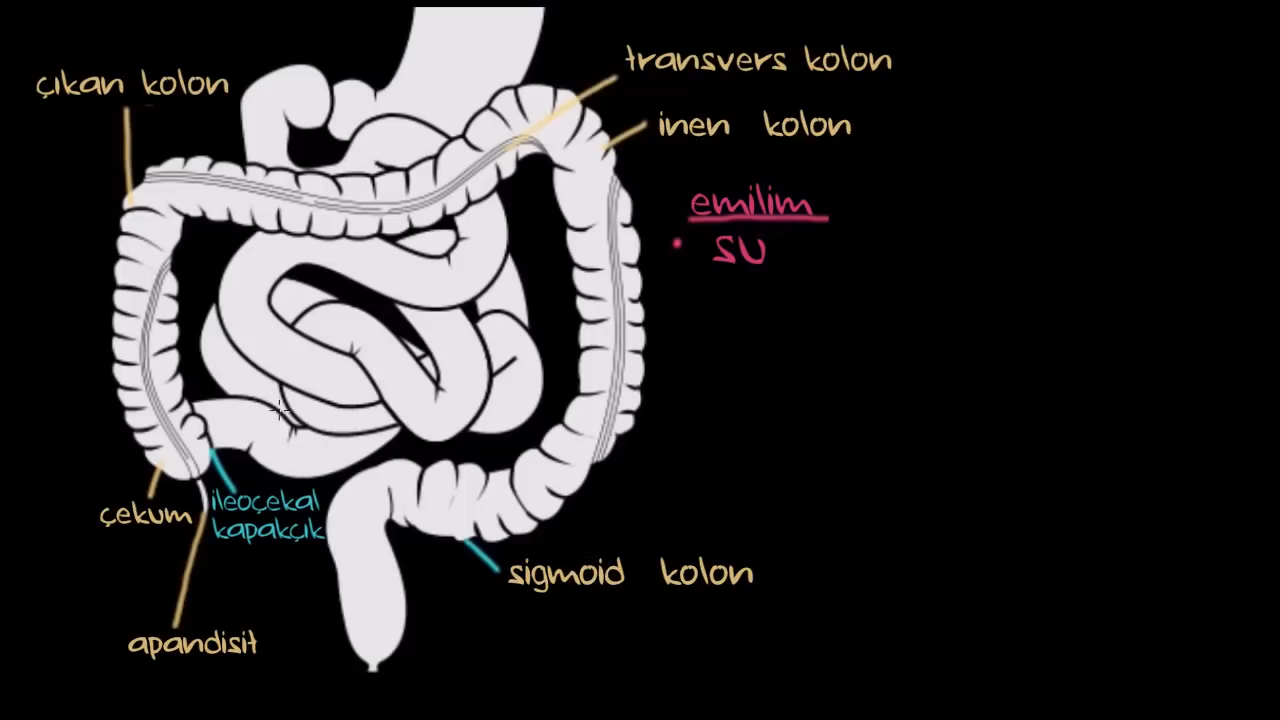 transvers kolon
çıkan kolon
inen kolon
emilim
• su
çekum
ileoçekal
kapakçık
sigmoid kolon
apandisit